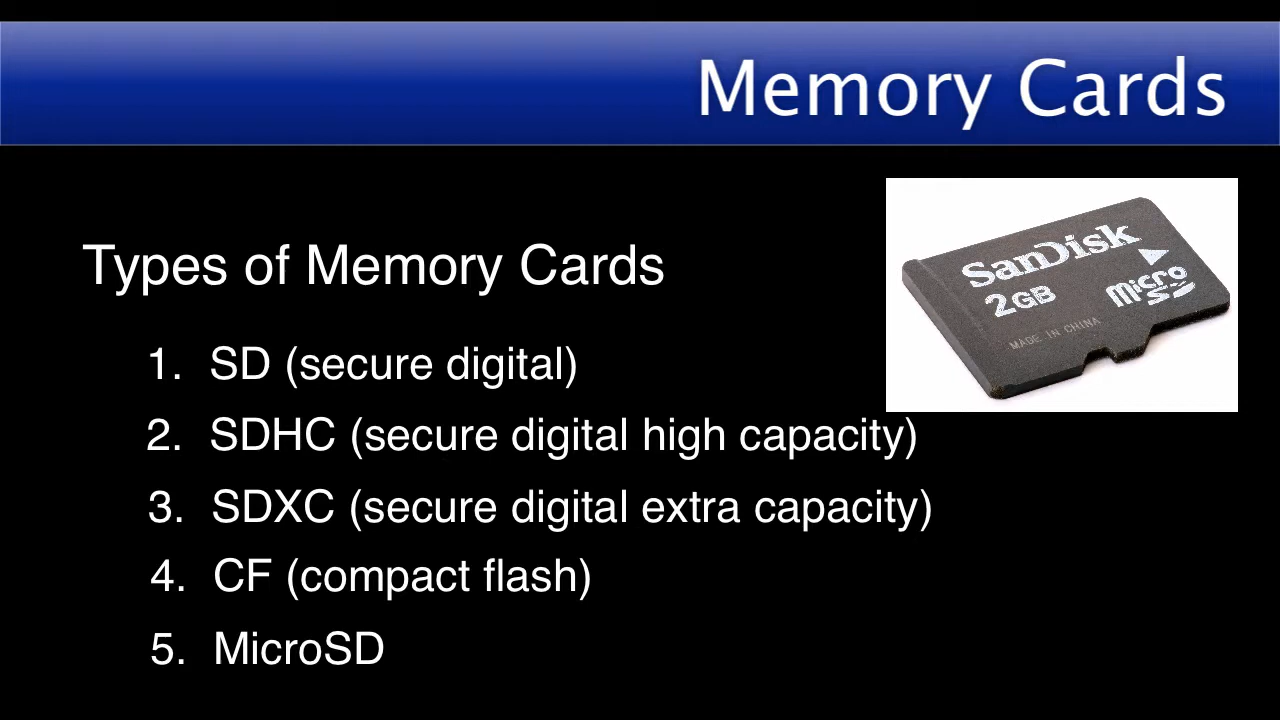 Memory Cards
Types of Memory Cards
SanDisk
2GB
micro
SD
MADE IN CHINA
1. SD (secure digital)
2. SDHC (secure digital high capacity)
3. SDXC (secure digital extra capacity)
4. CF (compact flash)
5. MicroSD